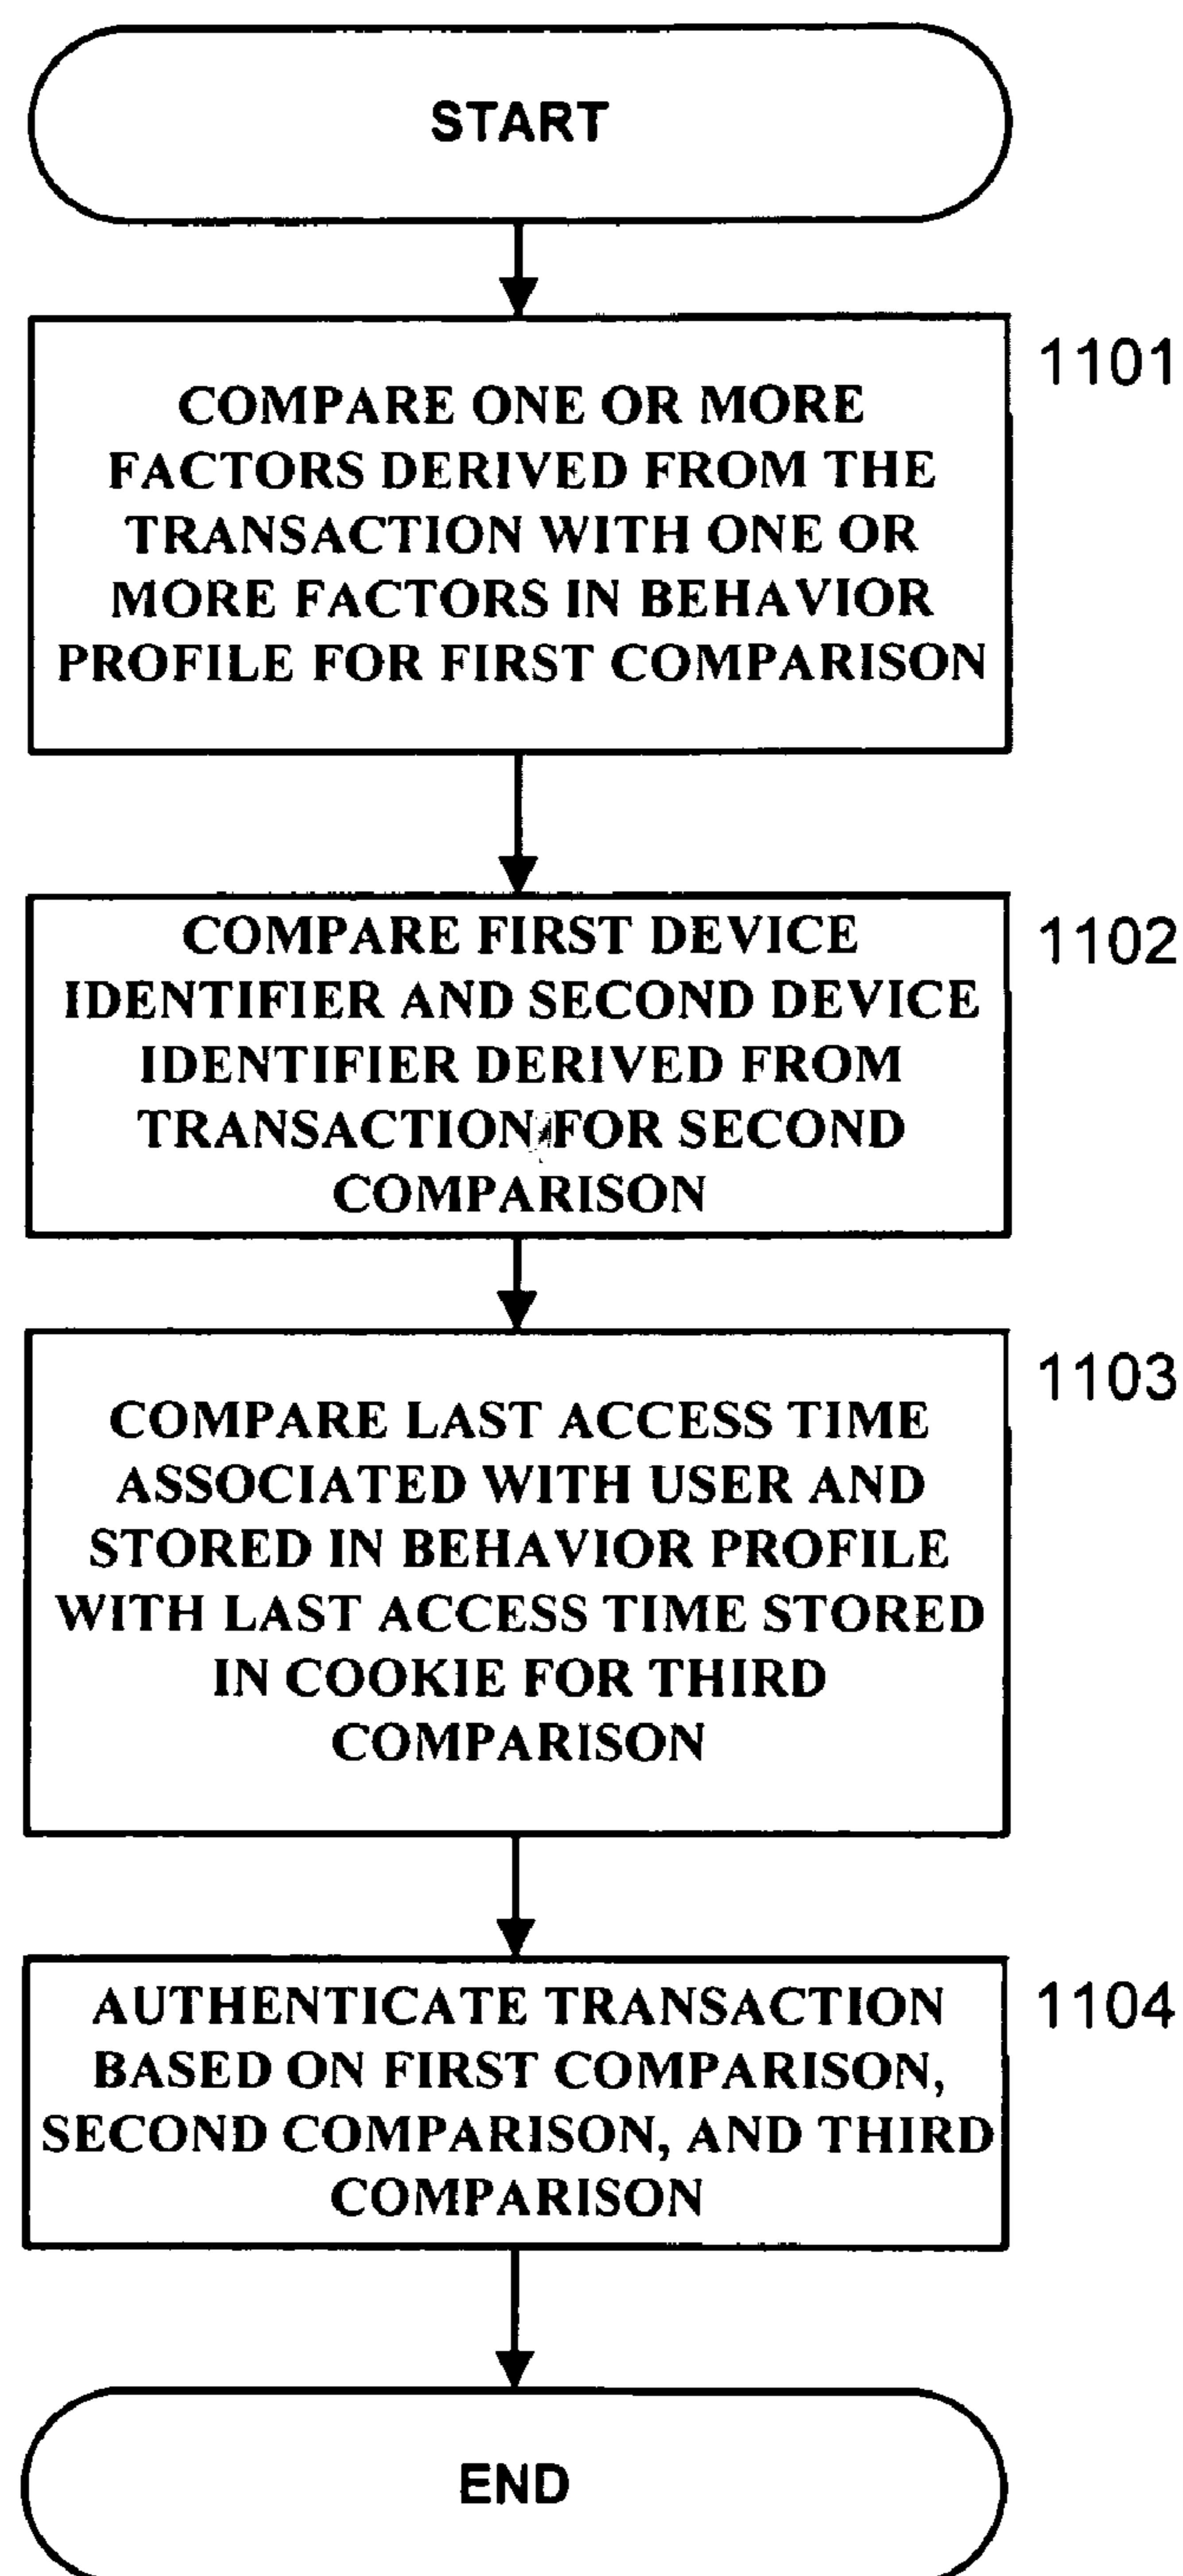 START
COMPARE ONE OR MORE
FACTORS DERIVED FROM THE
TRANSACTION WITH ONE OR
MORE FACTORS IN BEHAVIOR
PROFILE FOR FIRST COMPARISON
1101
COMPARE FIRST DEVICE
IDENTIFIER AND SECOND DEVICE
IDENTIFIER DERIVED FROM
TRANSACTION FOR SECOND
COMPARISON
1102
COMPARE LAST ACCESS TIME
ASSOCIATED WITH USER AND
STORED IN BEHAVIOR PROFILE
WITH LAST ACCESS TIME STORED
IN COOKIE FOR THIRD
COMPARISON
1103
AUTHENTICATE TRANSACTION
BASED ON FIRST COMPARISON,
SECOND COMPARISON, AND THIRD
COMPARISON
1104
END